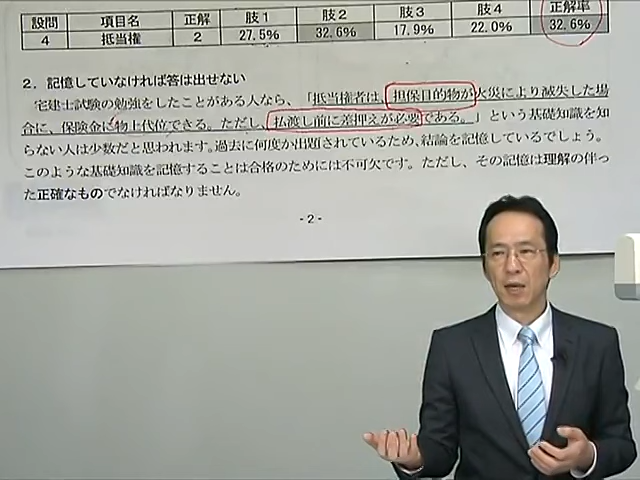 設問 項目名 正解 肢1 肢2 肢3 肢4 正解率
4 抵当権 2 27.5% 32.6% 17.9% 22.0% 32.6%
2．記憶していなければ答は出せない
宅建士試験の勉強をしたことがある人なら、「抵当権者は、担保目的物が火災により滅失した場
合に、保険金に物上代位できる。ただし、払渡し前に差押えが必要である。」という基礎知識を知
らない人は少数だと思われます。過去に何度か出題されているため、結論を記憶しているでしょう。
このような基礎知識を記憶することは合格のためには不可欠です。ただし、その記憶は理解の伴っ
た正確なものでなければなりません。
- 2 -